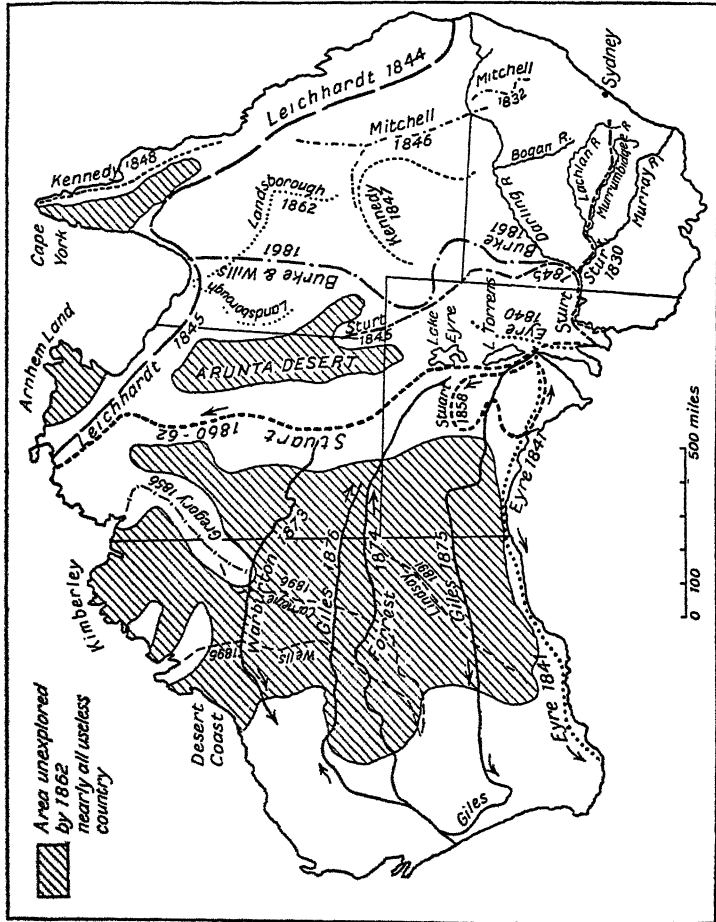 Area unexplored
by 1862
nearly all useless
country
Kimberley
Desert
Coast
Arnhem Land
Cape
York
Kennedy 1848
Leichhardt 1844
Leichhardt 1845
Gregory 1856
Stuart 1860-62
ARUNTA DESERT
Landsborough
Landsborough
1862
Burke & Wills 1861
Mitchell
1846
Kennedy
1847
Mitchell
1832
Warburton 1873
Wells 1896
Carnegie
1896
Giles 1876
Forrest 1874
Lindsay
1891
Giles 1875
Giles
Stuart
1858
Sturt
1845
Lake
Eyre
L. Torrens
Eyre
1840
Sturt
1845
Burke
1861
Darling R
Bogan R.
Lachlan R
Murrumbidgee R
Murray R
Sturt
1830
Sydney
Eyre 1841
Eyre 1841
0 100 500 miles